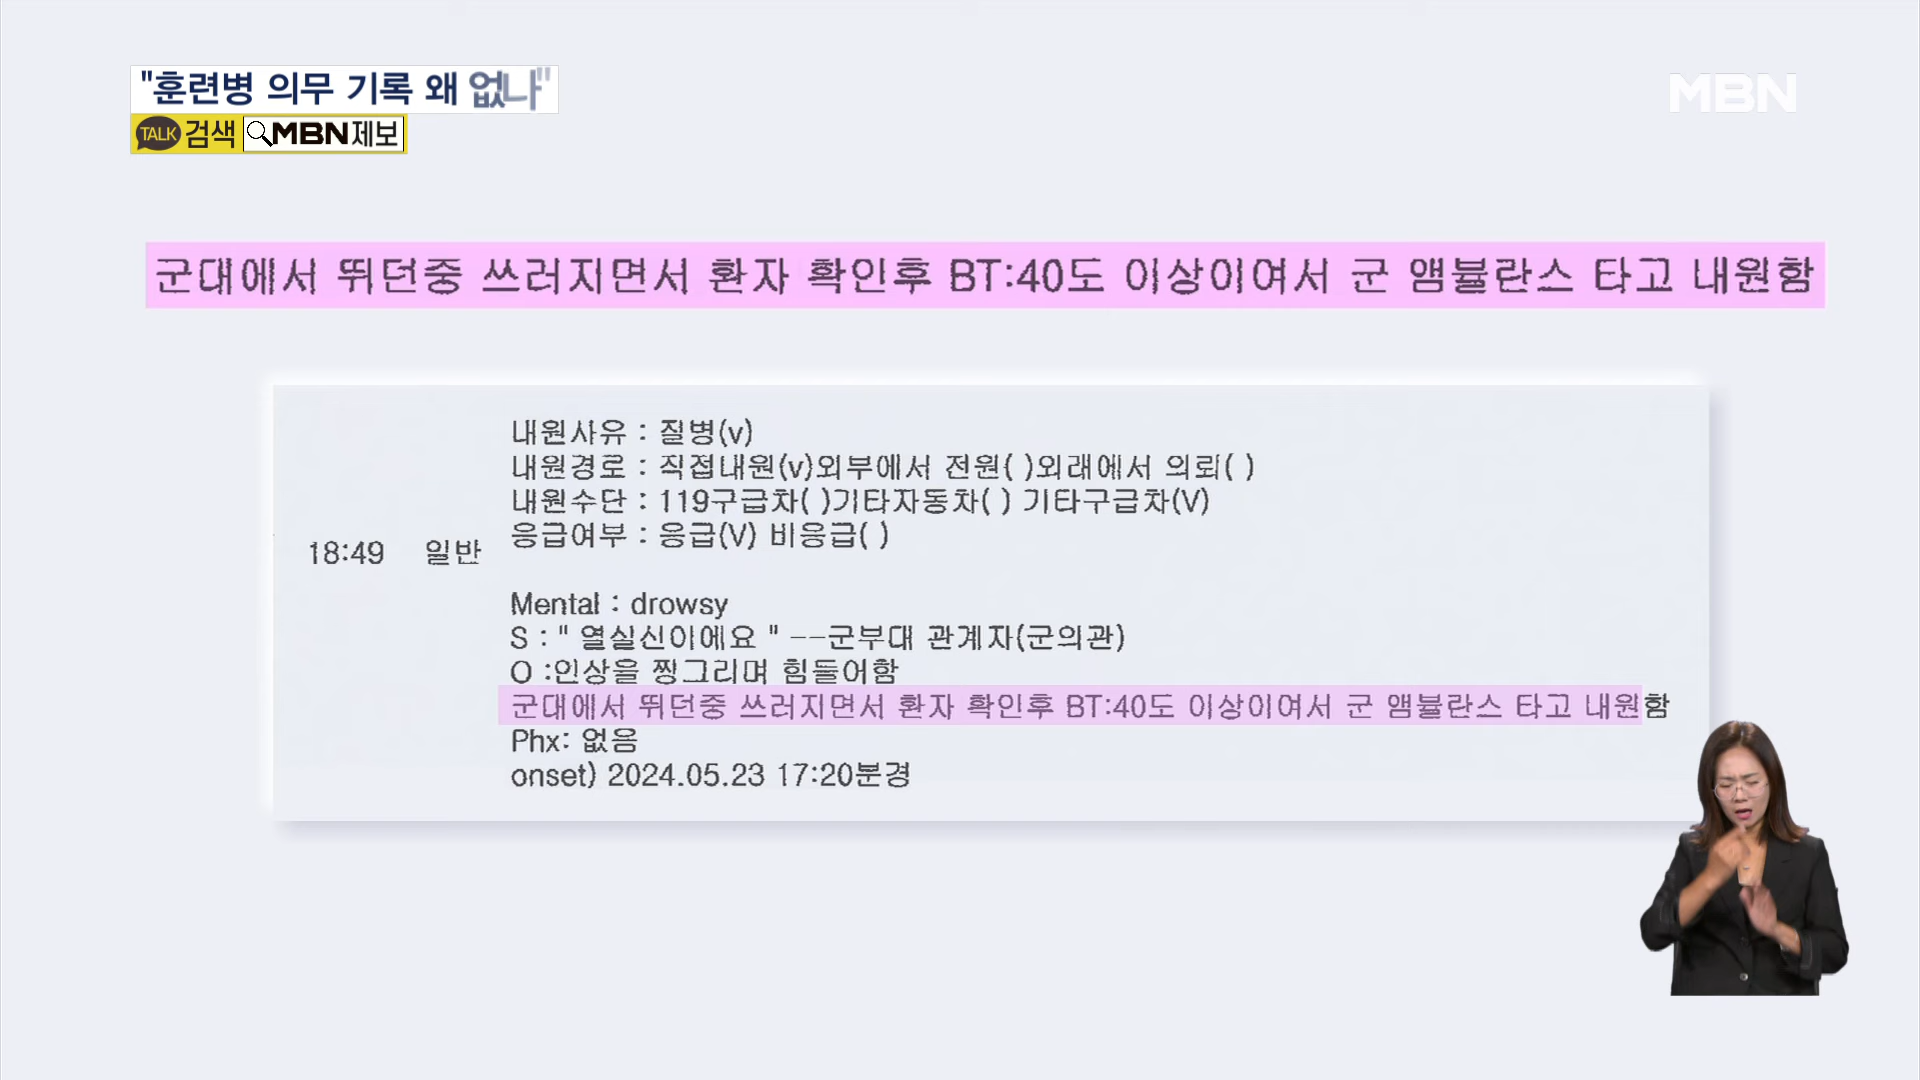 "훈련병 의무 기록 왜 없나"
MBN
TALK 검색 MBN제보
군대에서 뛰던중 쓰러지면서 환자 확인후 BT:40도 이상이여서 군 앰뷸란스 타고 내원함
내원사유 : 질병(v)
내원경로 : 직접내원(v)외부에서 전원( )외래에서 의뢰( )
내원수단 : 119구급차( )기타자동차( ) 기타구급차(V)
응급여부 : 응급(V) 비응급( )
18:49 일반
Mental : drowsy
S : " 열실신이에요 " --군부대 관계자(군의관)
O :인상을 찡그리며 힘들어함
군대에서 뛰던중 쓰러지면서 환자 확인후 BT:40도 이상이여서 군 앰뷸란스 타고 내원함
Phx: 없음
onset) 2024.05.23 17:20분경